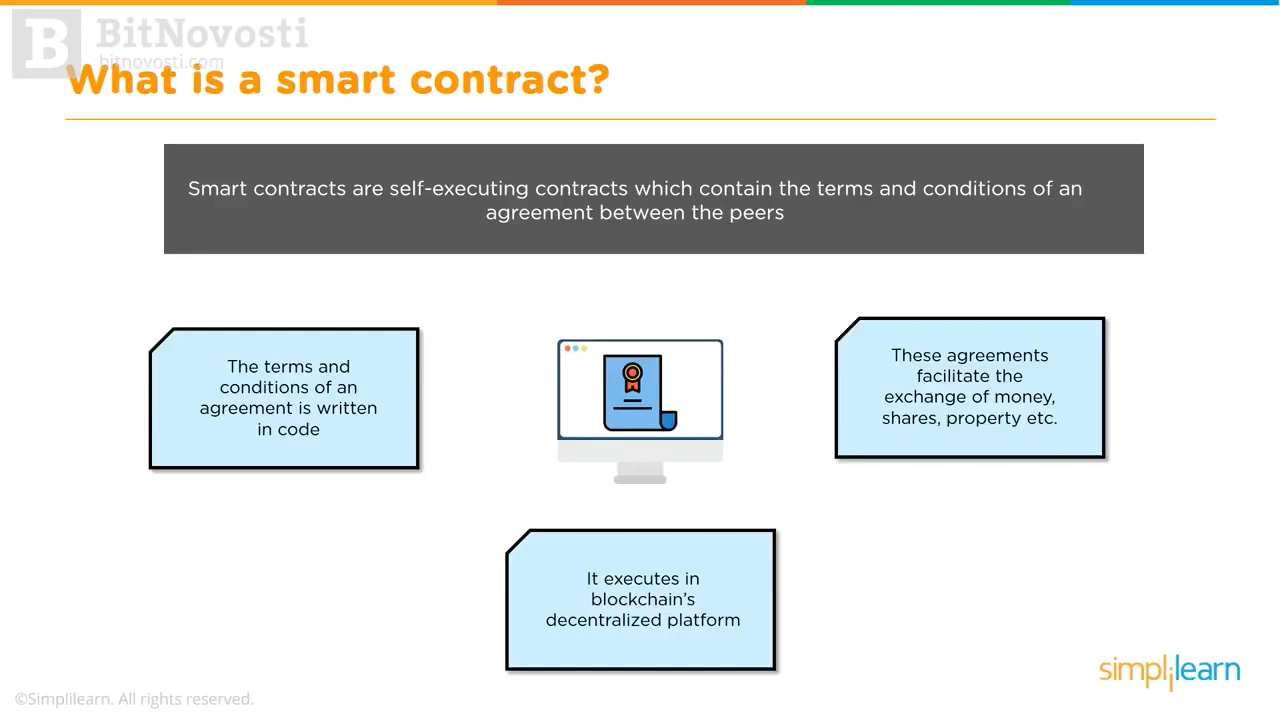 B BitNovosti
bitnovosti.com
What is a smart contract?
Smart contracts are self-executing contracts which contain the terms and conditions of an
agreement between the peers
The terms and
conditions of an
agreement is written
in code
These agreements
facilitate the
exchange of money,
shares, property etc.
It executes in
blockchain's
decentralized platform
simplilearn
©Simplilearn. All rights reserved.